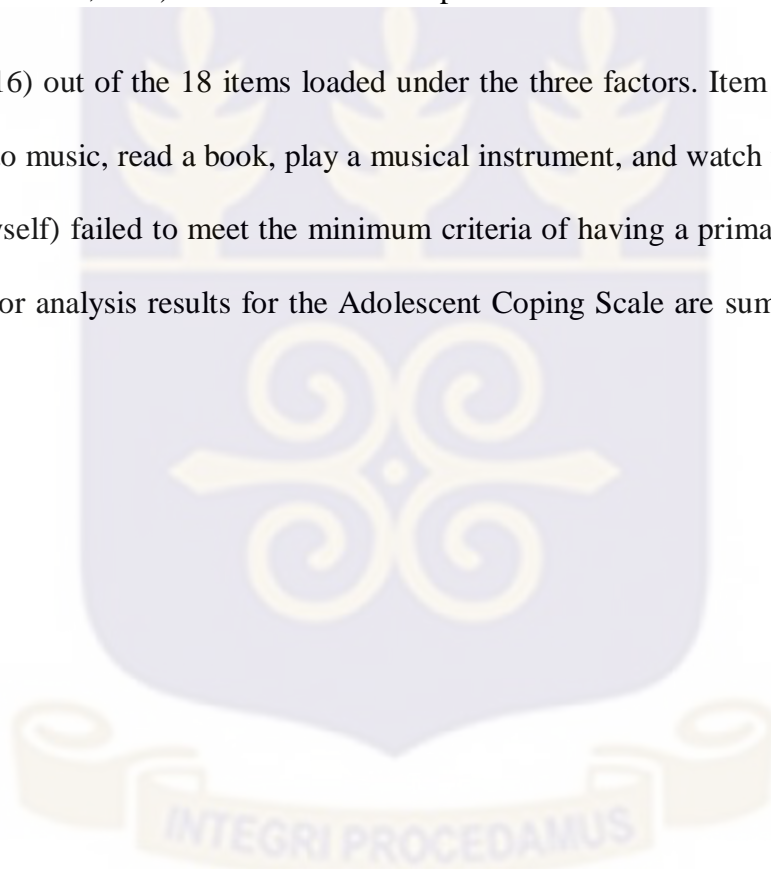 16) out of the 18 items loaded under the three factors. Item
o music, read a book, play a musical instrument, and watch
yself) failed to meet the minimum criteria of having a prima
or analysis results for the Adolescent Coping Scale are sum
INTEGRI PROCEDAMUS